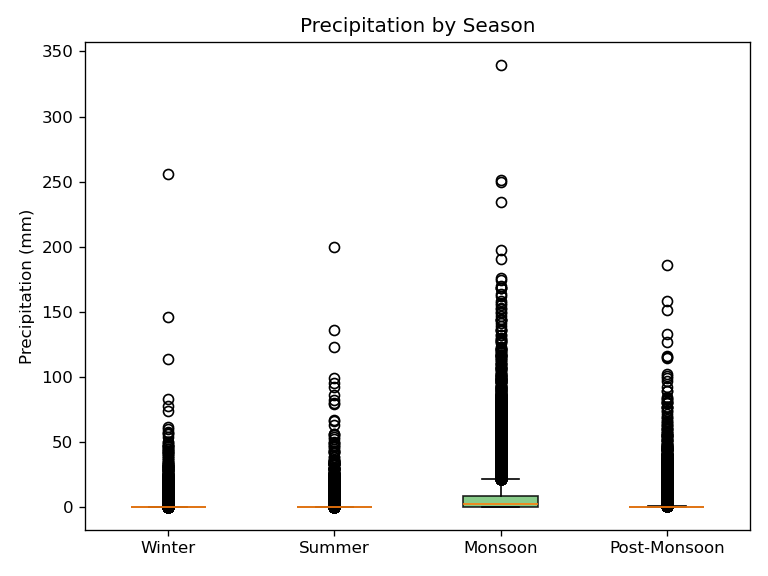 Precipitation by Season
Precipitation (mm)
350
300
250
200
150
100
50
0
Winter
Summer
Monsoon
Post-Monsoon